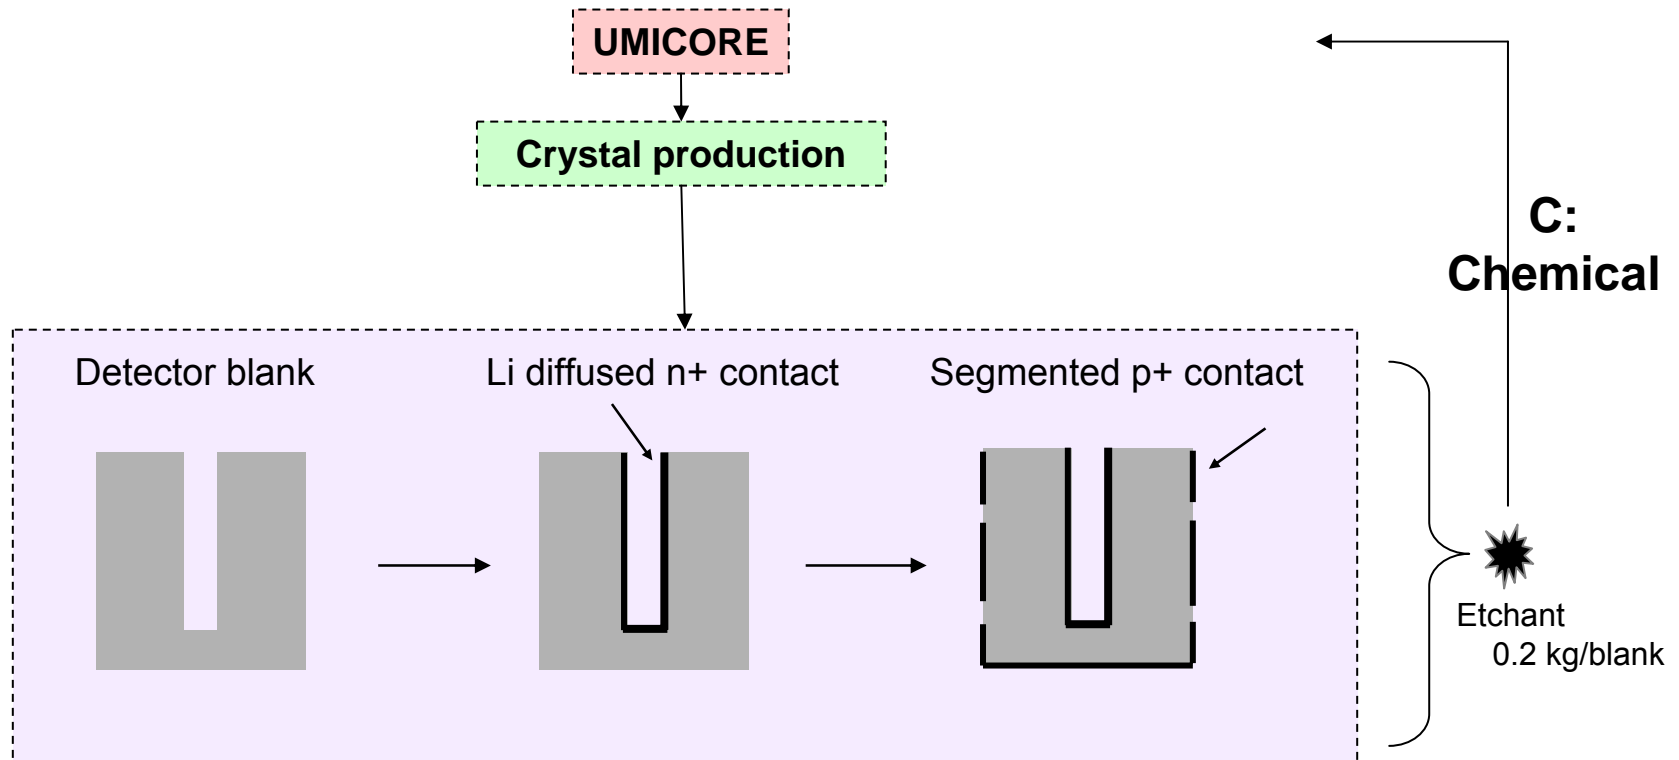 UMICORE
Crystal production
C:
Chemical
Detector blank
Li diffused n+ contact
Segmented p+ contact
Etchant
0.2 kg/blank